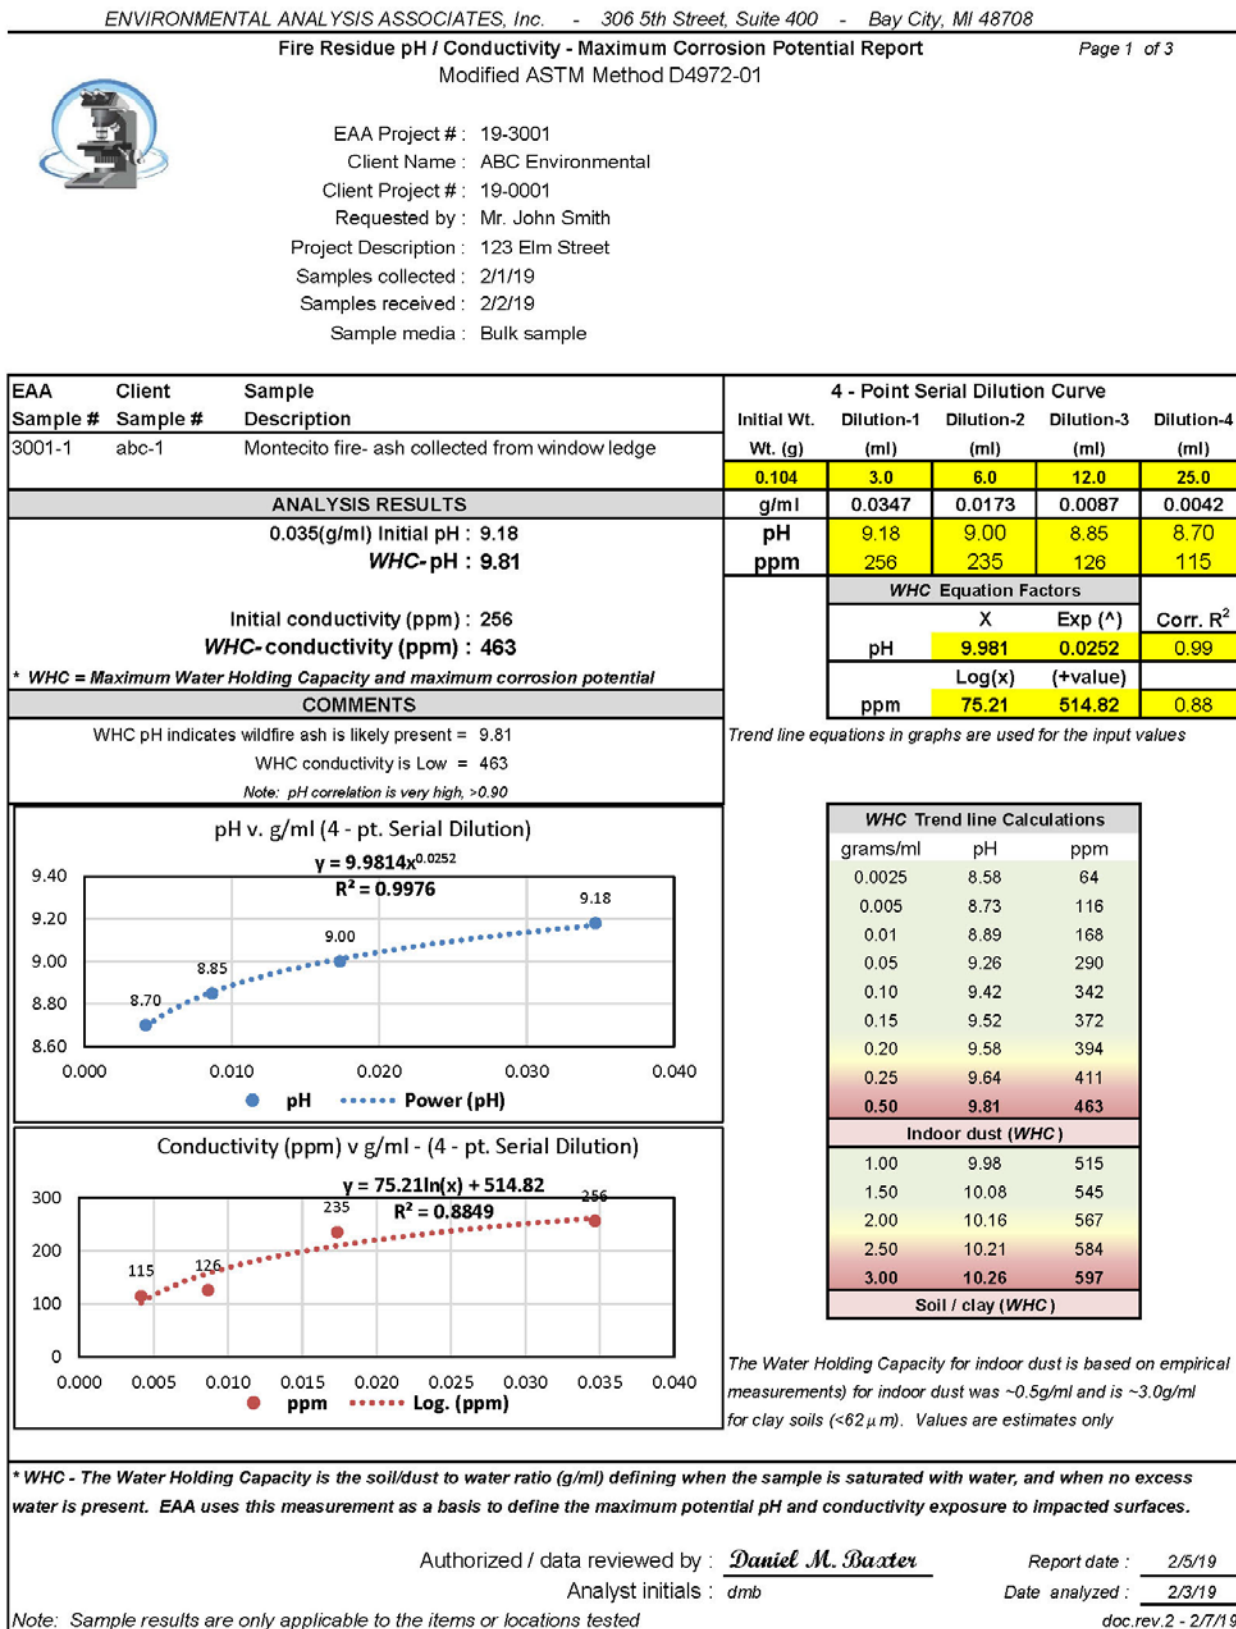 ENVIRONMENTAL ANALYSIS ASSOCIATES, Inc. - 306 5th Street, Suite 400 - Bay City, MI 48708
Fire Residue pH / Conductivity - Maximum Corrosion Potential Report Page 1 of 3
Modified ASTM Method D4972-01
EAA Project # : 19-3001
Client Name : ABC Environmental
Client Project # : 19-0001
Requested by : Mr. John Smith
Project Description : 123 Elm Street
Samples collected : 2/1/19
Samples received : 2/2/19
Sample media : Bulk sample
EAA Client Sample
Sample # Sample # Description
3001-1 abc-1 Montecito fire- ash collected from window ledge
4 - Point Serial Dilution Curve
Initial Wt. Dilution-1 Dilution-2 Dilution-3 Dilution-4
Wt. (g) (ml) (ml) (ml) (ml)
0.104 3.0 6.0 12.0 25.0
g/ml 0.0347 0.0173 0.0087 0.0042
pH 9.18 9.00 8.85 8.70
ppm 256 235 126 115
ANALYSIS RESULTS
0.035(g/ml) Initial pH : 9.18
WHC-pH : 9.81
Initial conductivity (ppm) : 256
WHC-conductivity (ppm) : 463
* WHC = Maximum Water Holding Capacity and maximum corrosion potential
WHC Equation Factors
X Exp (^) Corr. R²
pH 9.981 0.0252 0.99
Log(x) (+value)
ppm 75.21 514.82 0.88
Trend line equations in graphs are used for the input values
COMMENTS
WHC pH indicates wildfire ash is likely present = 9.81
WHC conductivity is Low = 463
Note: pH correlation is very high, >0.90
pH v. g/ml (4 - pt. Serial Dilution)
y = 9.9814x^0.0252
R² = 0.9976
9.40
9.20
9.00
8.80
8.60
8.70
8.85
9.00
9.18
0.000 0.010 0.020 0.030 0.040
pH Power (pH)
Conductivity (ppm) v g/ml - (4 - pt. Serial Dilution)
y = 75.21ln(x) + 514.82
R² = 0.8849
300
200
100
0
115
126
235
256
0.000 0.005 0.010 0.015 0.020 0.025 0.030 0.035 0.040
ppm Log. (ppm)
WHC Trend line Calculations
grams/ml pH ppm
0.0025 8.58 64
0.005 8.73 116
0.01 8.89 168
0.05 9.26 290
0.10 9.42 342
0.15 9.52 372
0.20 9.58 394
0.25 9.64 411
0.50 9.81 463
Indoor dust (WHC)
1.00 9.98 515
1.50 10.08 545
2.00 10.16 567
2.50 10.21 584
3.00 10.26 597
Soil / clay (WHC)
The Water Holding Capacity for indoor dust is based on empirical
measurements) for indoor dust was ~0.5g/ml and is ~3.0g/ml
for clay soils (<62 µm). Values are estimates only
* WHC - The Water Holding Capacity is the soil/dust to water ratio (g/ml) defining when the sample is saturated with water, and when no excess
water is present. EAA uses this measurement as a basis to define the maximum potential pH and conductivity exposure to impacted surfaces.
Authorized / data reviewed by : Daniel M. Baxter Report date : 2/5/19
Analyst initials : dmb Date analyzed : 2/3/19
Note: Sample results are only applicable to the items or locations tested doc.rev.2 - 2/7/19